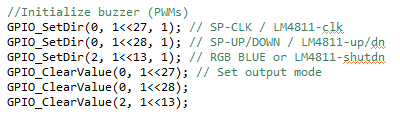 //Initialize buzzer (PWMs)
GPIO_SetDir(0, 1<<27, 1); // SP-CLK / LM4811-clk
GPIO_SetDir(0, 1<<28, 1); // SP-UP/DOWN / LM4811-up/dn
GPIO_SetDir(2, 1<<13, 1); // RGB BLUE or LM4811-shutdn
GPIO_ClearValue(0, 1<<27); // Set output mode
GPIO_ClearValue(0, 1<<28);
GPIO_ClearValue(2, 1<<13);